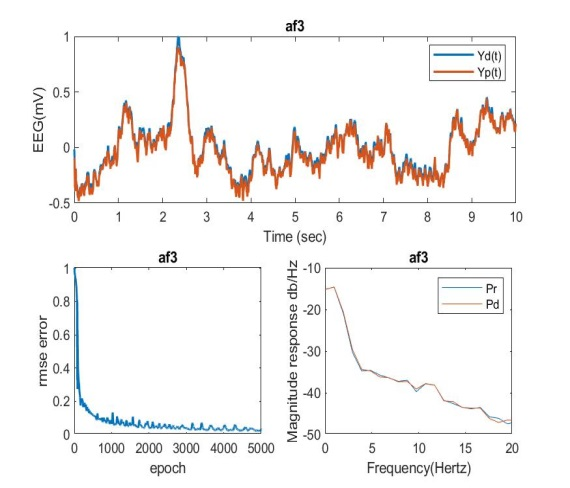 af3
1
0.5
0
-0.5
EEG(mV)
Yd(t)
Yp(t)
0 1 2 3 4 5 6 7 8 9 10
Time (sec)
af3
1
0.8
0.6
0.4
0.2
0
rmse error
0 1000 2000 3000 4000 5000
epoch
af3
-10
-20
-30
-40
-50
Magnitude response db/Hz
Pr
Pd
0 5 10 15 20
Frequency(Hertz)